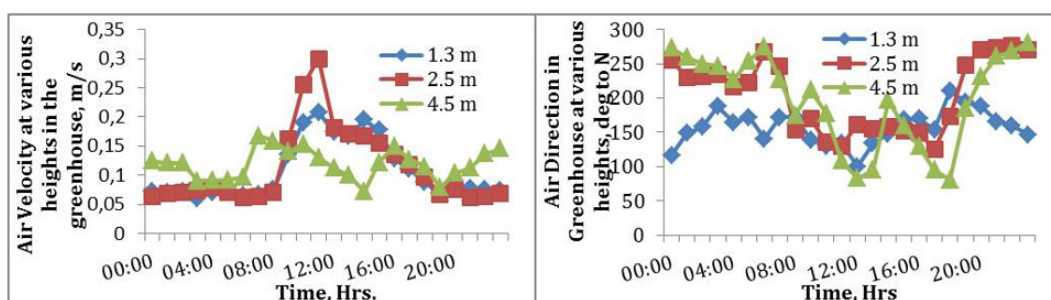 Air Velocity at various
heights in the
greenhouse, m/s
0,35
0,3
0,25
0,2
0,15
0,1
0,05
0
1.3 m
2.5 m
4.5 m
00:00
04:00
08:00
12:00
16:00
20:00
Time, Hrs.
Air Direction in
Greenhouse at various
heights, deg to N
300
250
200
150
100
50
0
1.3 m
2.5 m
4.5 m
00:00
04:00
08:00
12:00
16:00
20:00
Time, Hrs.